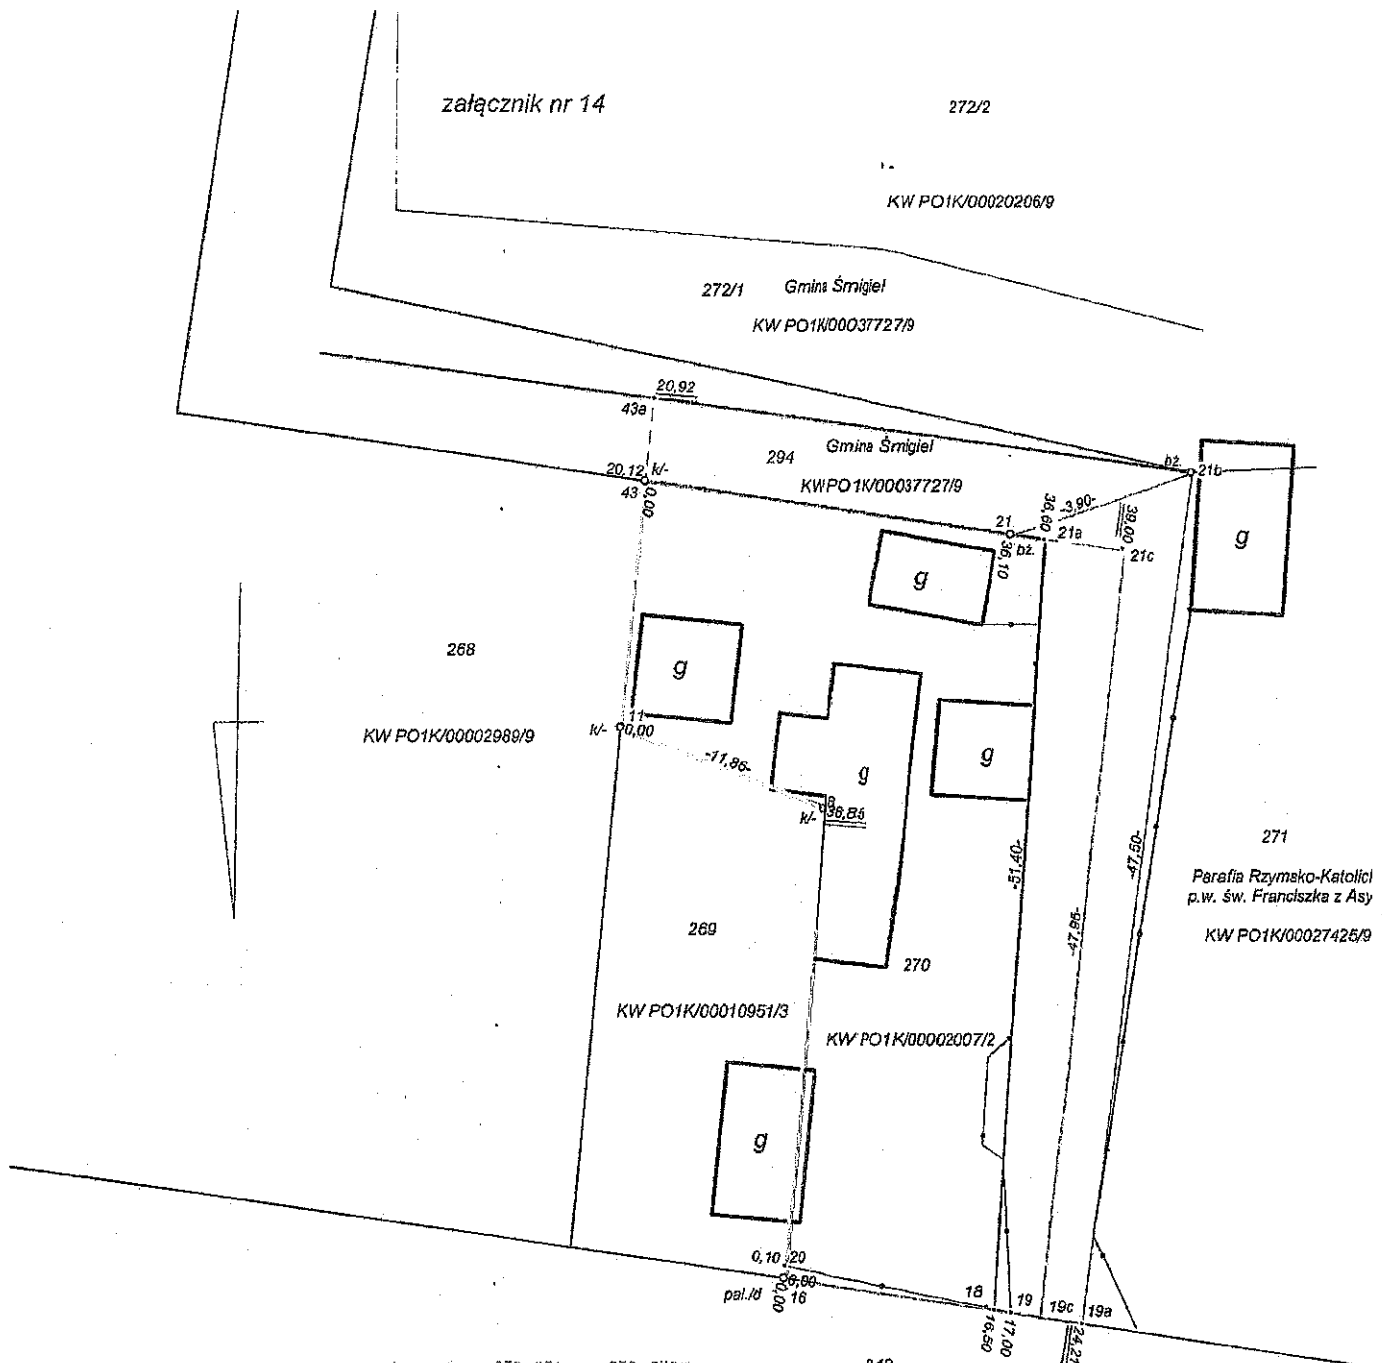 załącznik nr 14
272/2
KW PO1K/00020206/9
272/1 Gmina Śmigiel
KW PO1K/00037727/9
20,92
43a
Gmina Śmigiel
294
KWPO1K/00037727/9
bż.
21b
20,12 k/-
43
0,00
-3,90-
36,60
39,00
21
21a
bż.
36,10
21c
g
g
g
268
KW PO1K/00002989/9
11
k/- 0,00
-11,86-
g
g
8
k/- 36,85
-51,40-
-47,60-
-47,96-
271
Parafia Rzymsko-Katolicl
p.w. św. Franciszka z Asy
KW PO1K/00027425/9
269
270
KW PO1K/00010951/3
KW PO1K/00002007/2
g
0,10 20
0,00
pal./d 16
0,00
18 19 19c 19a
16,50
17,00
24,21